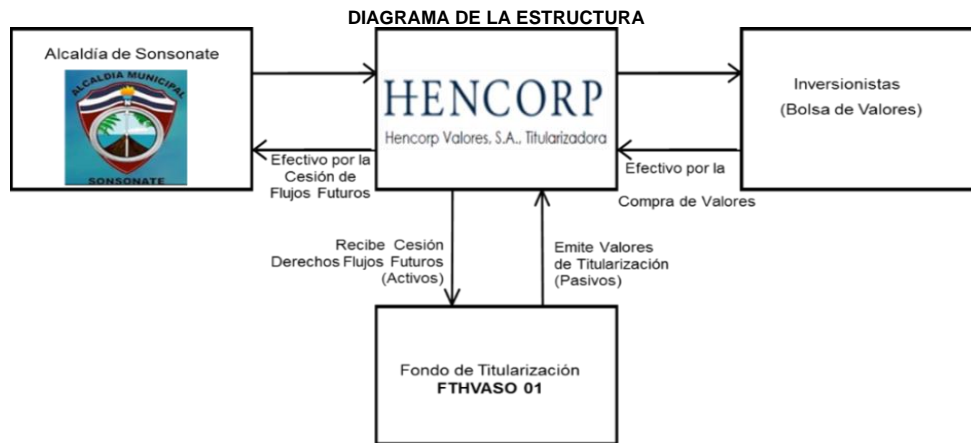 DIAGRAMA DE LA ESTRUCTURA
Alcaldía de Sonsonate
ALCALDIA MUNICIPAL
SONSONATE
HENCORP
Hencorp Valores, S.A., Titularizadora
Inversionistas
(Bolsa de Valores)
Efectivo por la
Cesión de
Flujos Futuros
Efectivo por la
Compra de Valores
Recibe Cesión
Derechos Flujos Futuros
(Activos)
Emite Valores
de Titularización
(Pasivos)
Fondo de Titularización
FTHVASO 01